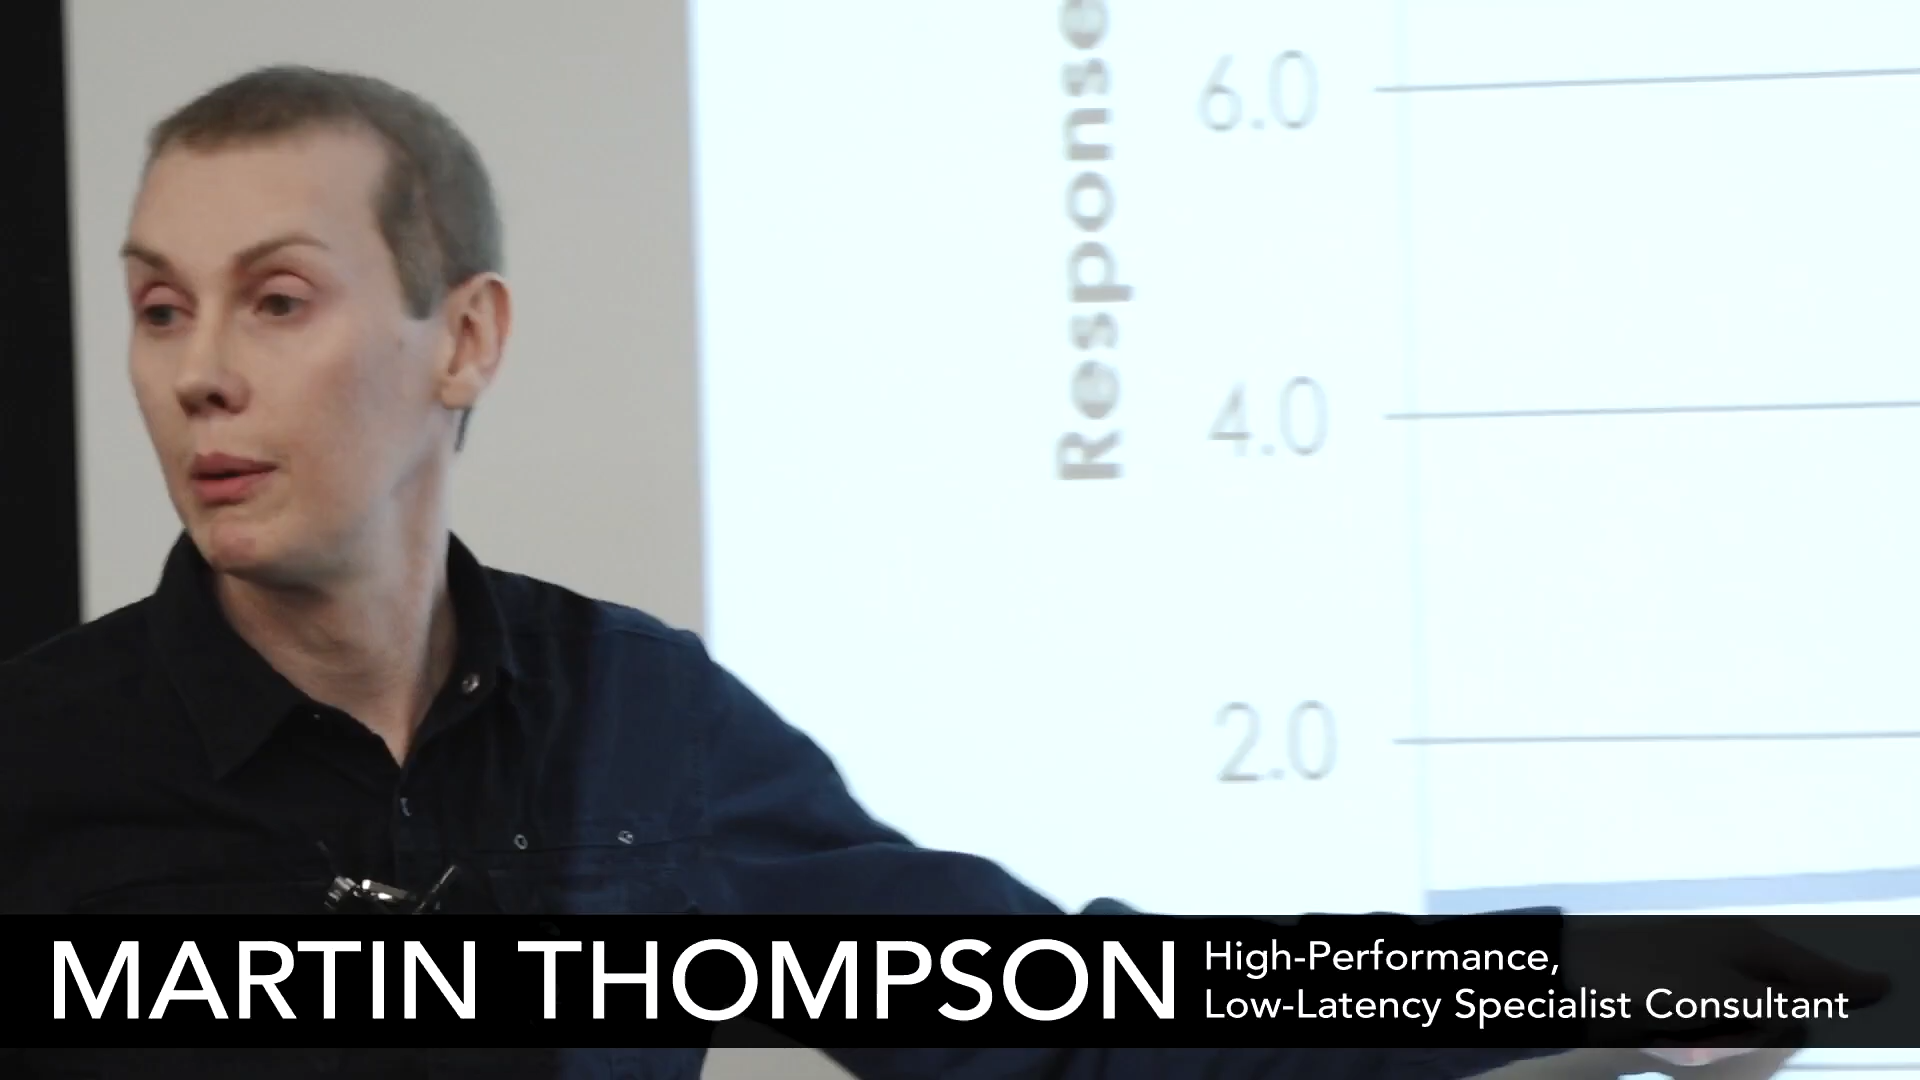 Response
6.0
4.0
2.0
MARTIN THOMPSON
High-Performance,
Low-Latency Specialist Consultant